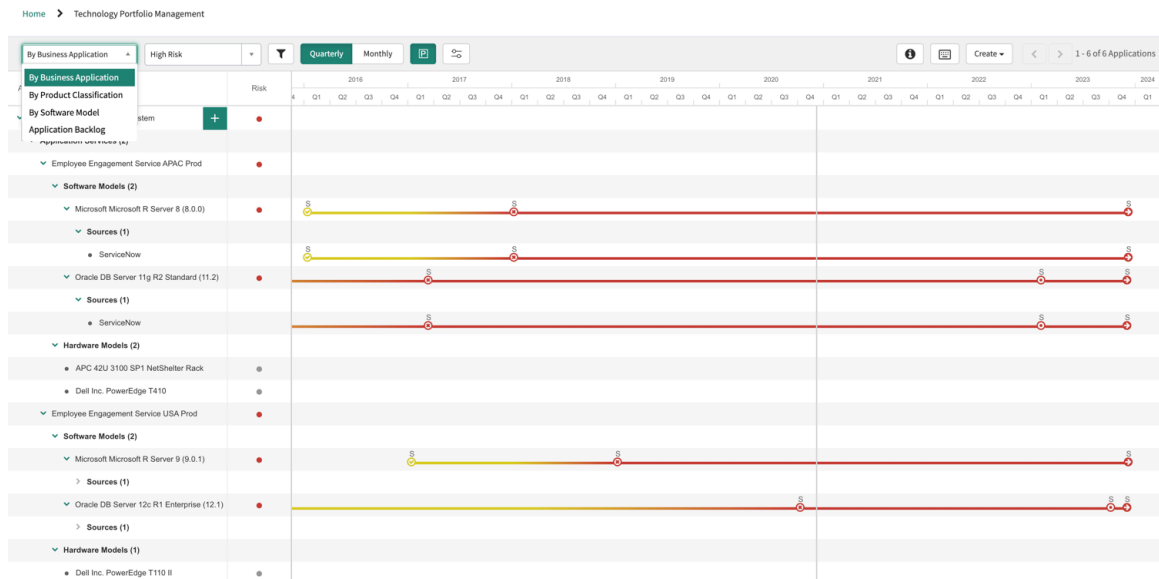 Home > Technology Portfolio Management
By Business Application
High Risk
Quarterly
Monthly
Create
1 - 6 of 6 Applications
By Business Application
By Product Classification
By Software Model
Application Backlog
Risk
2016 2017 2018 2019 2020 2021 2022 2023 2024
4 Q1 Q2 Q3 Q4 Q1 Q2 Q3 Q4 Q1 Q2 Q3 Q4 Q1 Q2 Q3 Q4 Q1 Q2 Q3 Q4 Q1 Q2 Q3 Q4 Q1 Q2 Q3 Q4 Q1 Q2 Q3 Q4 Q1
stem
Application Services (2)
Employee Engagement Service APAC Prod
Software Models (2)
Microsoft Microsoft R Server 8 (8.0.0)
S S S
Sources (1)
ServiceNow
S S S
Oracle DB Server 11g R2 Standard (11.2)
S S S
Sources (1)
ServiceNow
S S S
Hardware Models (2)
APC 42U 3100 SP1 NetShelter Rack
Dell Inc. PowerEdge T410
Employee Engagement Service USA Prod
Software Models (2)
Microsoft Microsoft R Server 9 (9.0.1)
S S S
Sources (1)
Oracle DB Server 12c R1 Enterprise (12.1)
S S S
Sources (1)
Hardware Models (1)
Dell Inc. PowerEdge T110 II